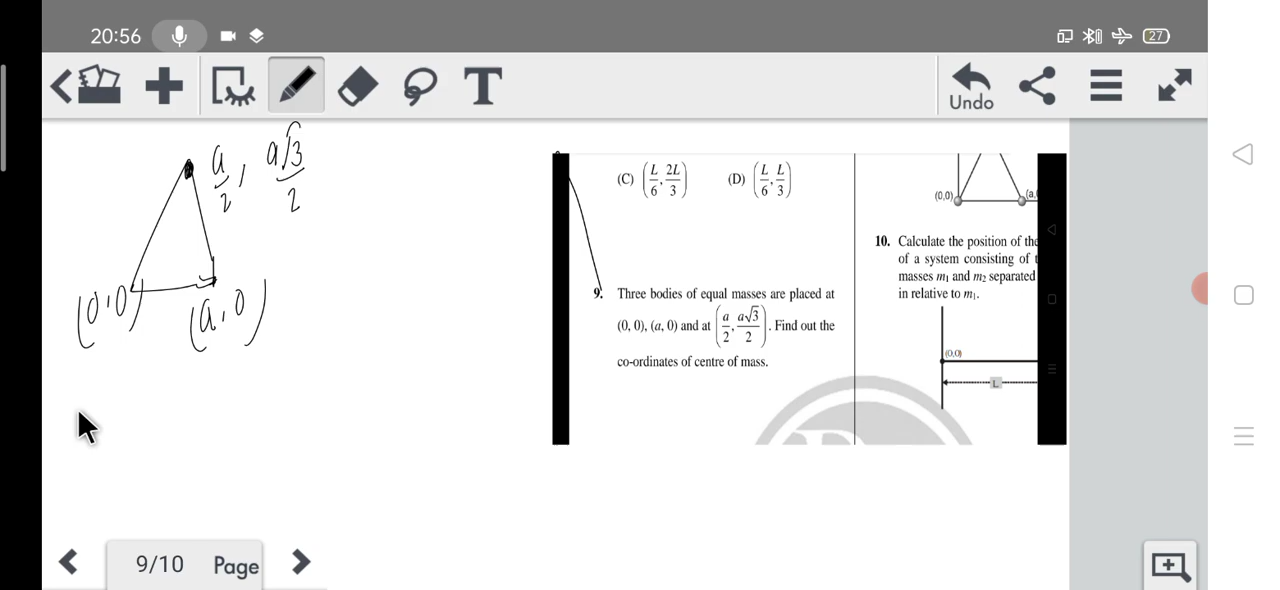 20:56
27
T
Undo
a/2, a√3/2
(0,0)
(a,0)
(C) (L/6, 2L/3) (D) (L/6, L/3)
9. Three bodies of equal masses are placed at
(0, 0), (a, 0) and at (a/2, a√3/2). Find out the
co-ordinates of centre of mass.
(0,0) (a,
10. Calculate the position of the
of a system consisting of t
masses m₁ and m₂ separated
in relative to m₁.
(0,0)
L
9/10 Page